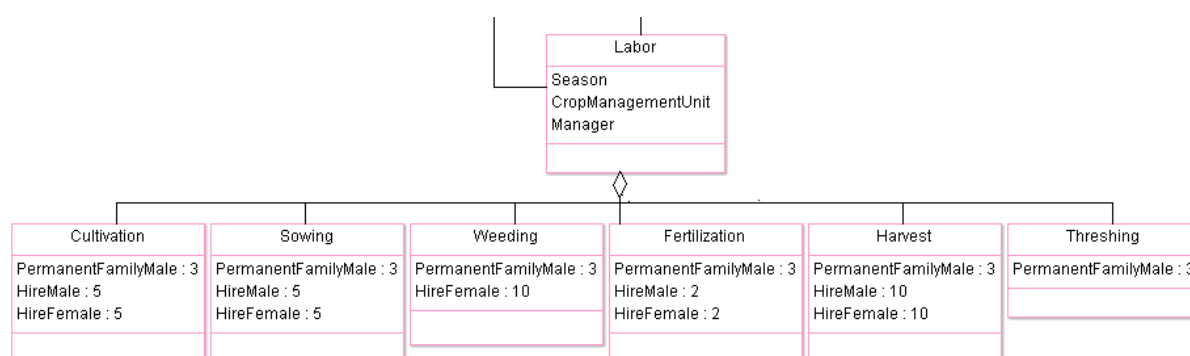 Labor
Season
CropManagementUnit
Manager
Cultivation
PermanentFamilyMale : 3
HireMale : 5
HireFemale : 5
Sowing
PermanentFamilyMale : 3
HireMale : 5
HireFemale : 5
Weeding
PermanentFamilyMale : 3
HireFemale : 10
Fertilization
PermanentFamilyMale : 3
HireMale : 2
HireFemale : 2
Harvest
PermanentFamilyMale : 3
HireMale : 10
HireFemale : 10
Threshing
PermanentFamilyMale : 3